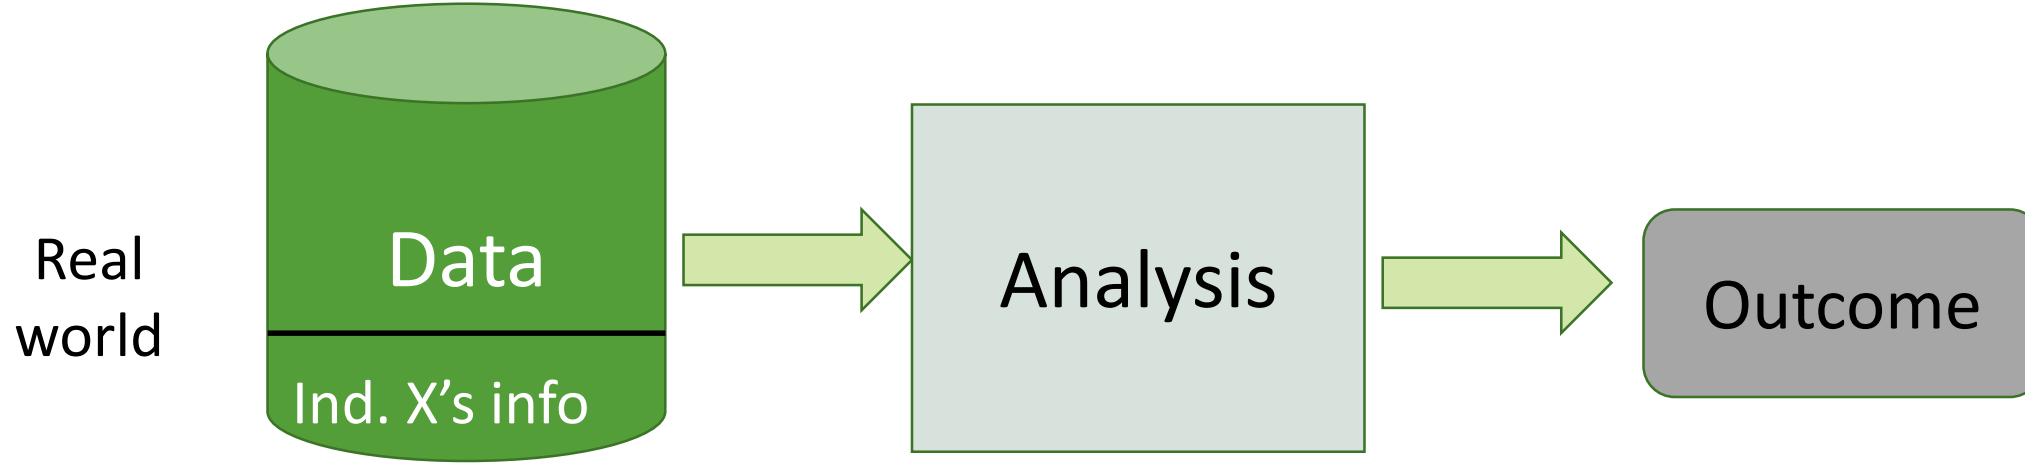 Real
world
Data
Ind. X’s info
Analysis
Outcome